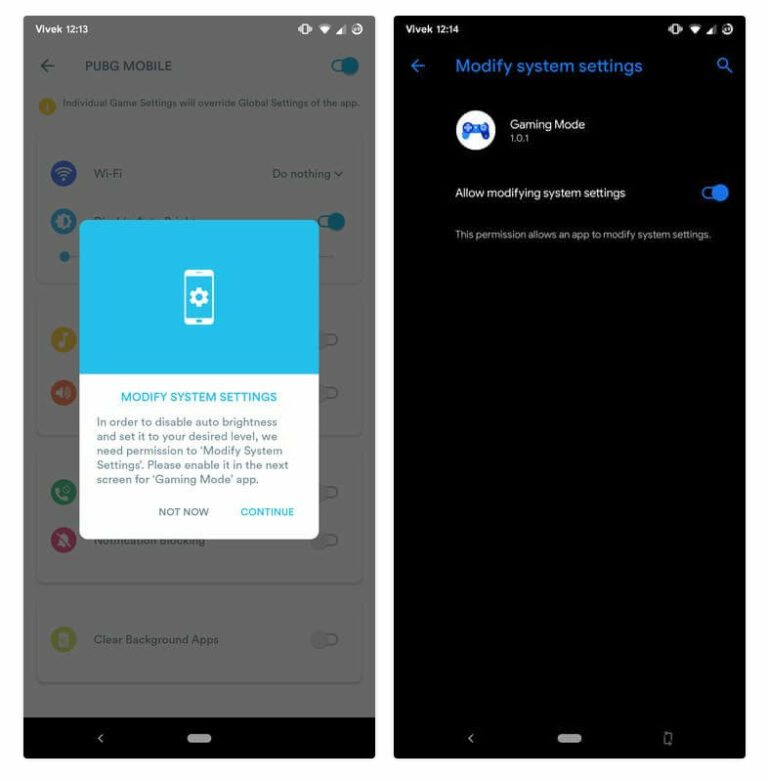 Vivek 12:13
PUBG MOBILE
Individual Game Settings will override Global Settings of the app.
Wi-Fi
Do nothing
MODIFY SYSTEM SETTINGS
In order to disable auto brightness
and set it to your desired level, we
need permission to 'Modify System
Settings'. Please enable it in the next
screen for 'Gaming Mode' app.
NOT NOW
CONTINUE
Notification Blocking
Clear Background Apps
Vivek 12:14
Modify system settings
Gaming Mode
1.0.1
Allow modifying system settings
This permission allows an app to modify system settings.